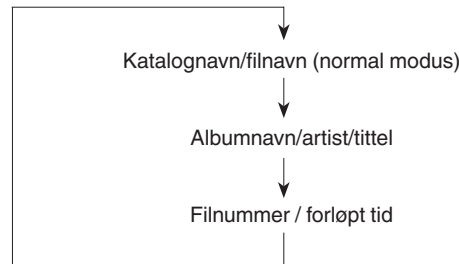 Katalognavn/filnavn (normal modus)
Albumnavn/artist/tittel
Filnummer / forløpt tid